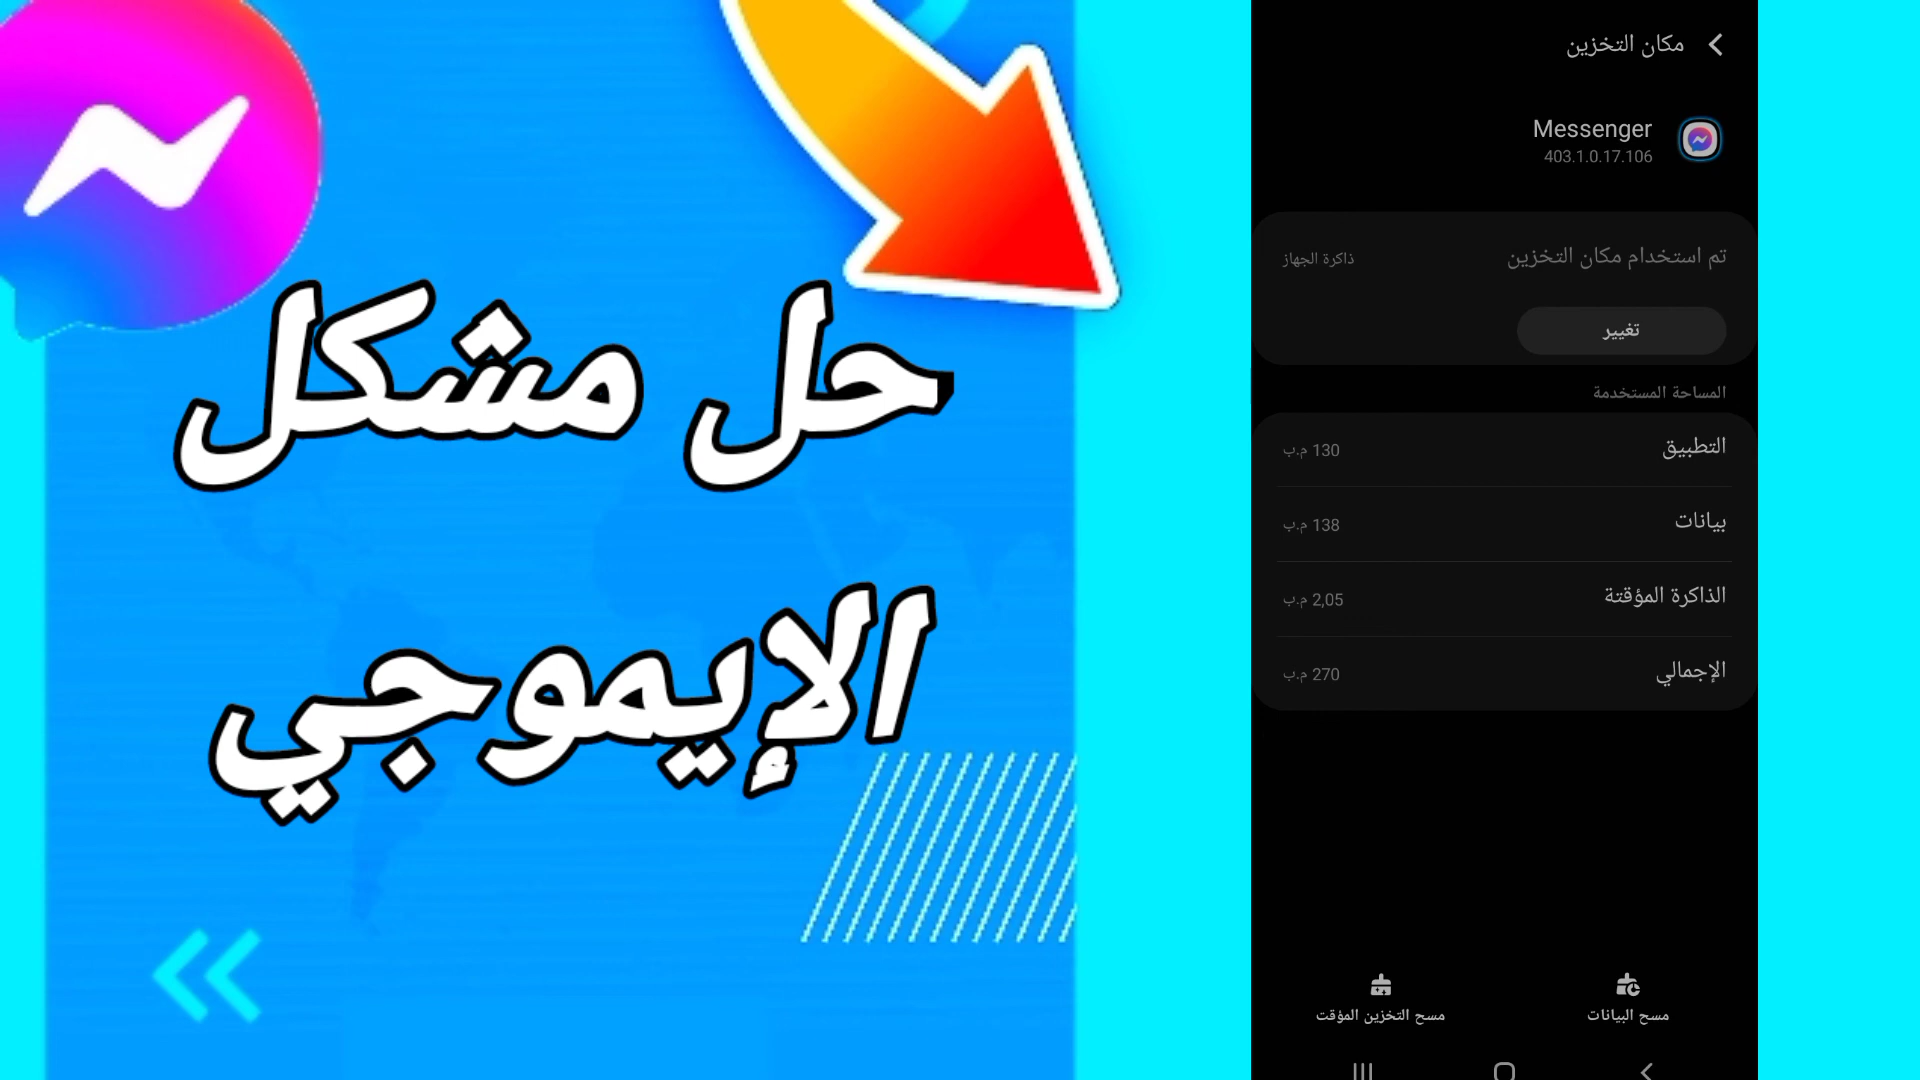 حل مشكل
الإيموجي
مكان التخزين
Messenger
403.1.0.17.106
تم استخدام مكان التخزين
ذاكرة الجهاز
تغيير
المساحة المستخدمة
التطبيق
130 م.ب
بيانات
138 م.ب
الذاكرة المؤقتة
2,05 م.ب
الإجمالي
270 م.ب
مسح البيانات
مسح التخزين المؤقت